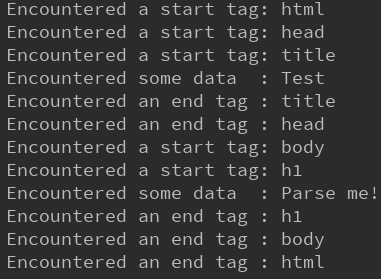 Encountered a start tag: html
Encountered a start tag: head
Encountered a start tag: title
Encountered some data  : Test
Encountered an end tag : title
Encountered an end tag : head
Encountered a start tag: body
Encountered a start tag: h1
Encountered some data  : Parse me!
Encountered an end tag : h1
Encountered an end tag : body
Encountered an end tag : html